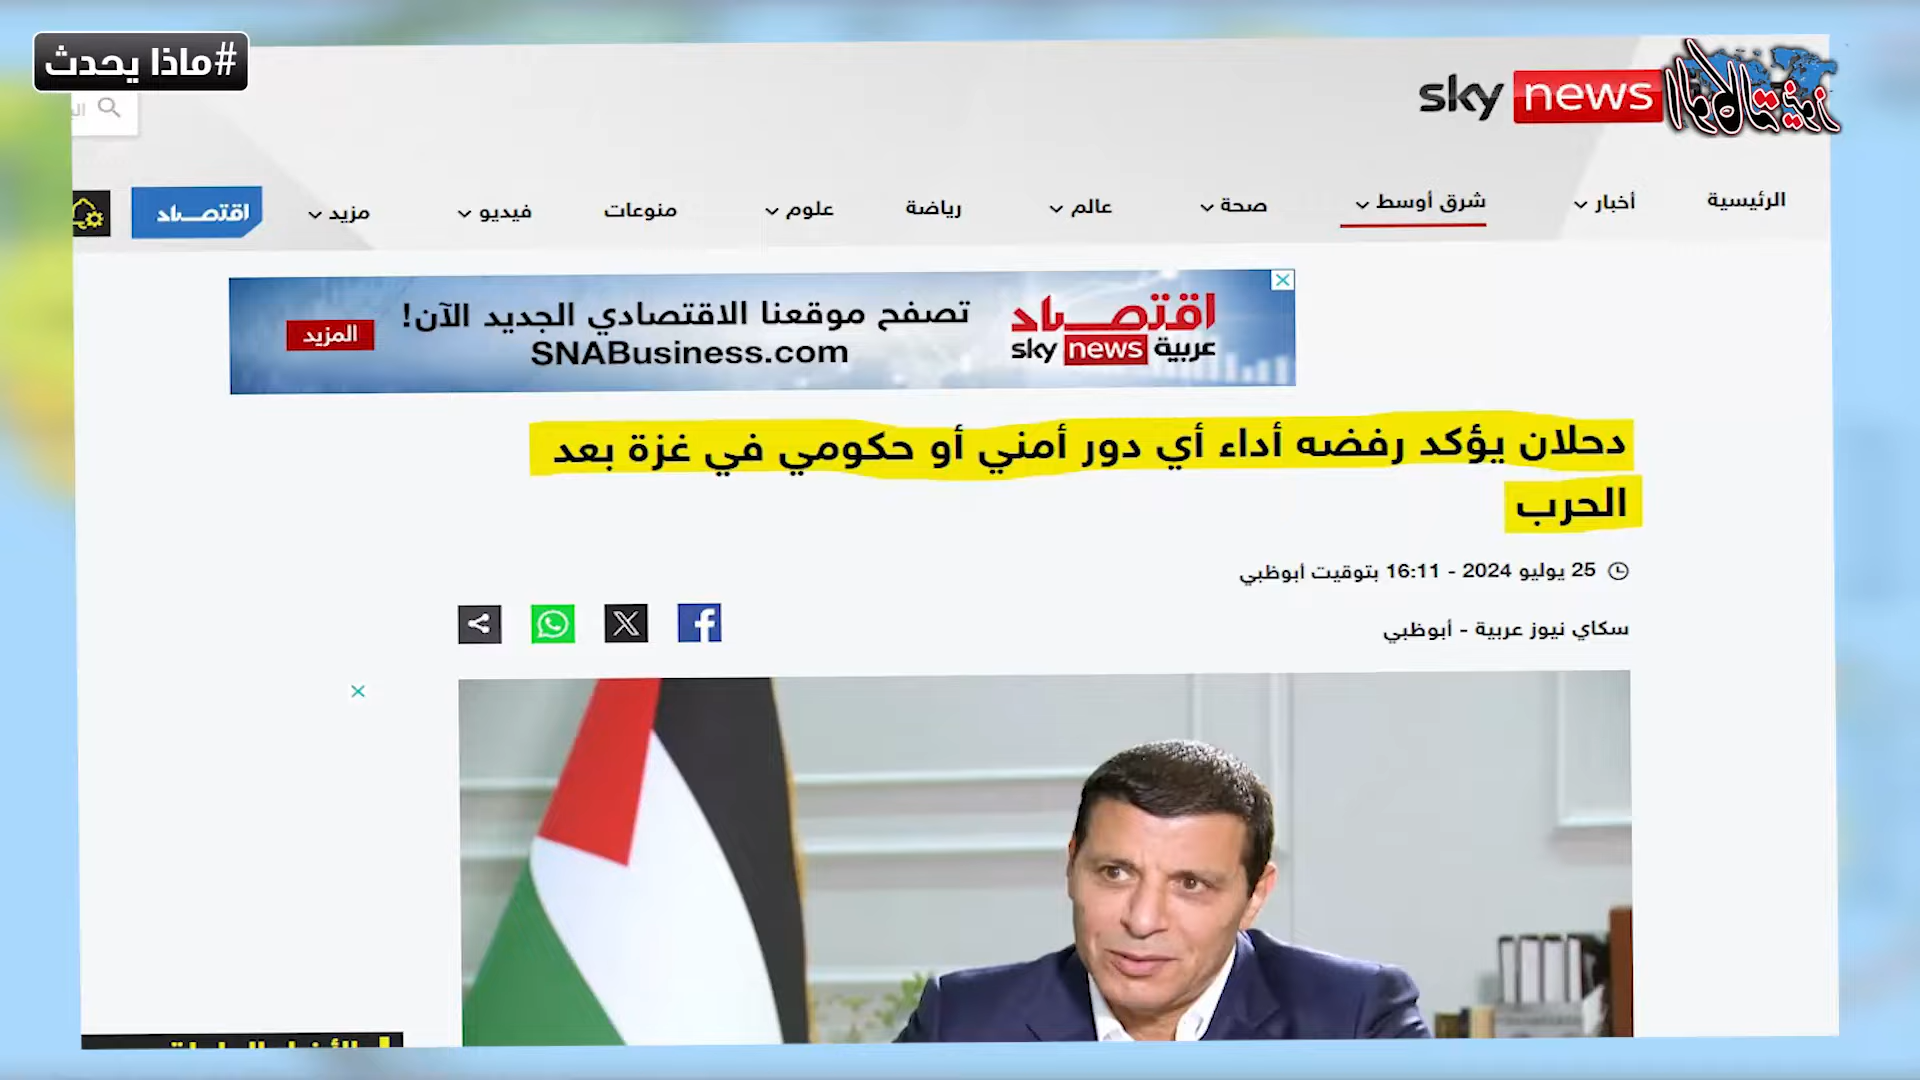 #ماذا يحدث
sky news
الرئيسية
أخبار
شرق أوسط
صحة
عالم
رياضة
علوم
منوعات
فيديو
مزيد
اقتصاد
اقتصاد
sky news عربية
تصفح موقعنا الاقتصادي الجديد الآن!
SNABusiness.com
المزيد
دحلان يؤكد رفضه أداء أي دور أمني أو حكومي في غزة بعد
الحرب
25 يوليو 2024 - 16:11 بتوقيت أبوظبي
سكاي نيوز عربية - أبوظبي